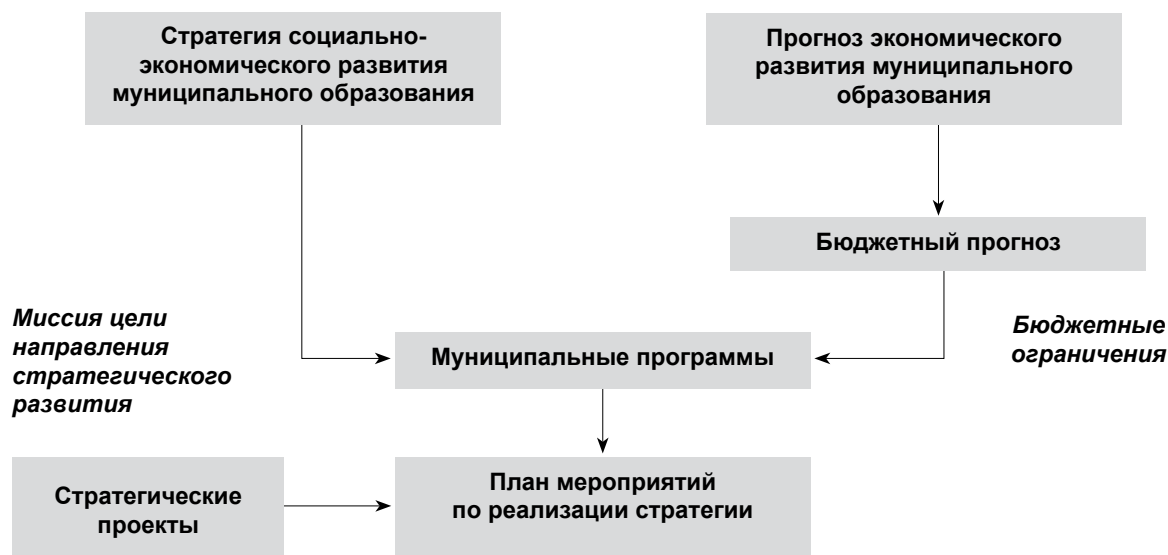 Стратегия социально-
экономического развития
муниципального образования
Прогноз экономического
развития муниципального
образования
Бюджетный прогноз
Миссия цели
направления
стратегического
развития
Бюджетные
ограничения
Муниципальные программы
Стратегические
проекты
План мероприятий
по реализации стратегии